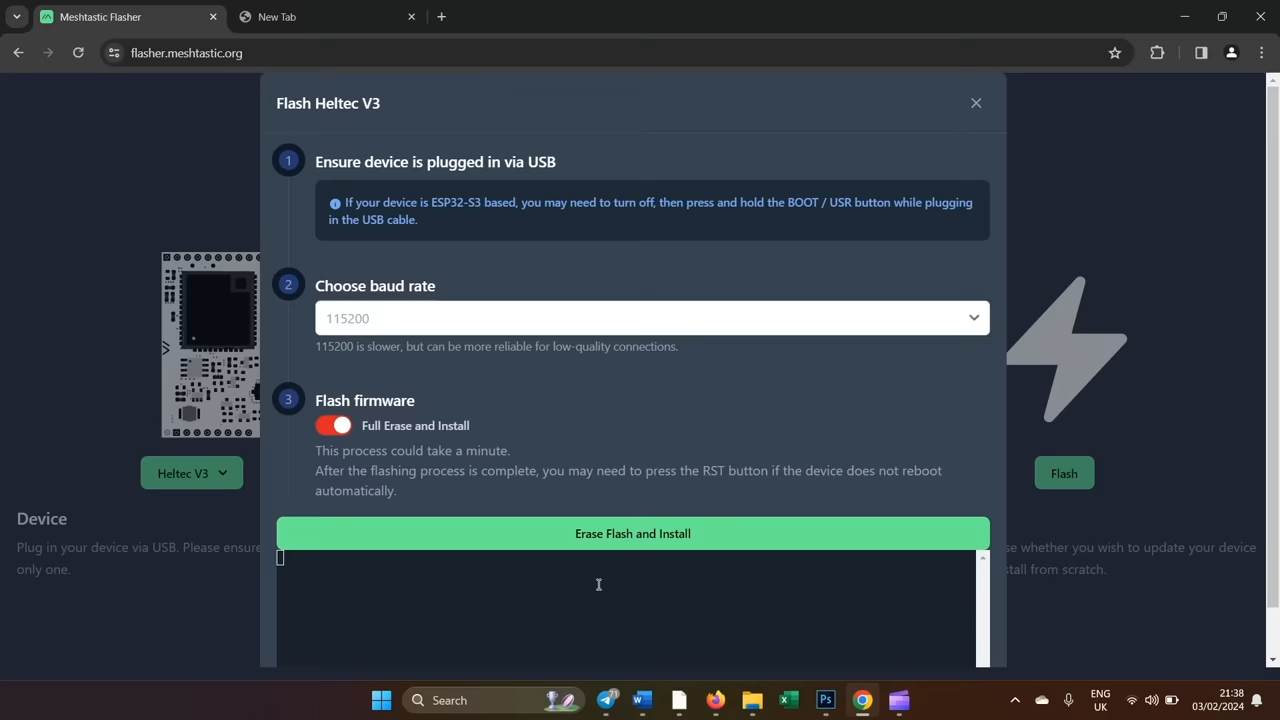 Meshtastic Flasher
New Tab
flasher.meshtastic.org
Flash Heltec V3
1
Ensure device is plugged in via USB
If your device is ESP32-S3 based, you may need to turn off, then press and hold the BOOT / USR button while plugging
in the USB cable.
2
Choose baud rate
115200
115200 is slower, but can be more reliable for low-quality connections.
3
Flash firmware
Full Erase and Install
This process could take a minute.
After the flashing process is complete, you may need to press the RST button if the device does not reboot
automatically.
Erase Flash and Install
Heltec V3
Device
Plug in your device via USB. Please ensure
only one.
Flash
se whether you wish to update your device
stall from scratch.
Search
W
Ps
ENG
UK
21:38
03/02/2024